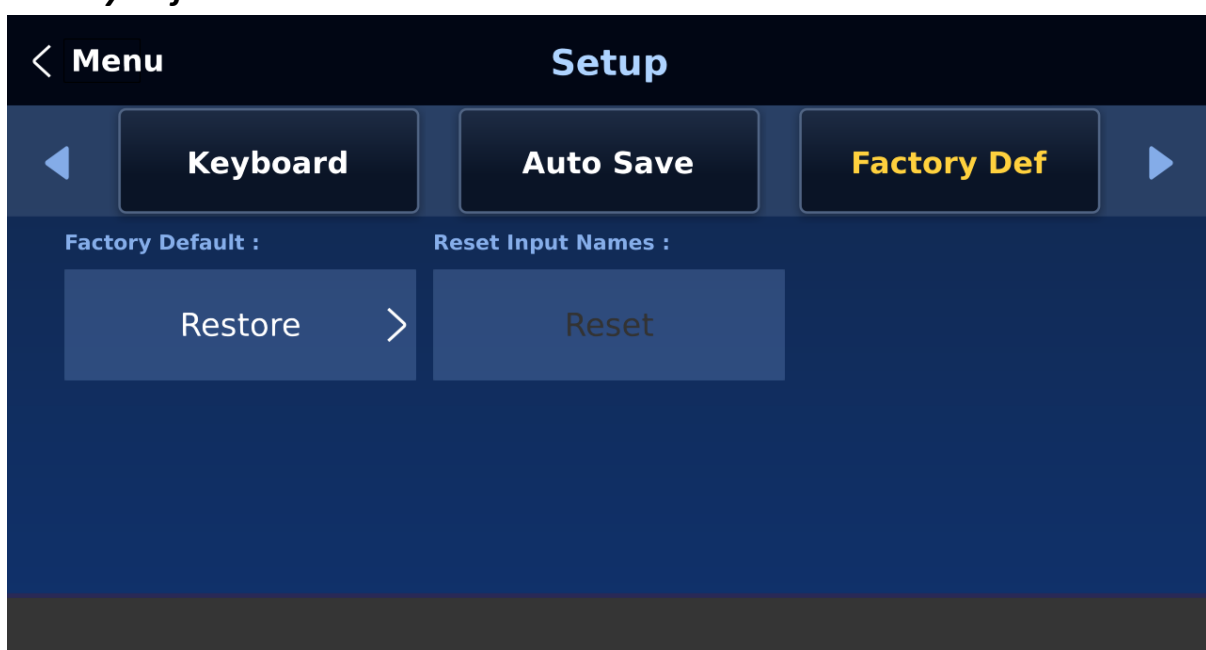 Menu
Setup
Keyboard
Auto Save
Factory Def
Factory Default :
Reset Input Names :
Restore
Reset